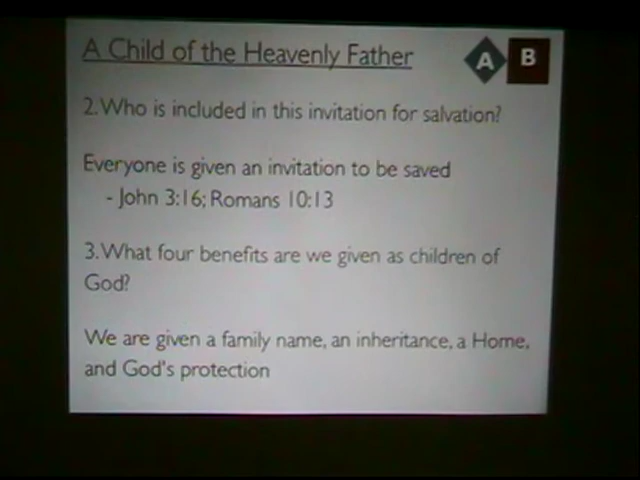 A Child of the Heavenly Father
A B
2.Who is included in this invitation for salvation?
Everyone is given an invitation to be saved
- John 3:16; Romans 10:13
3.What four benefits are we given as children of
God?
We are given a family name, an inheritance, a Home,
and God's protection